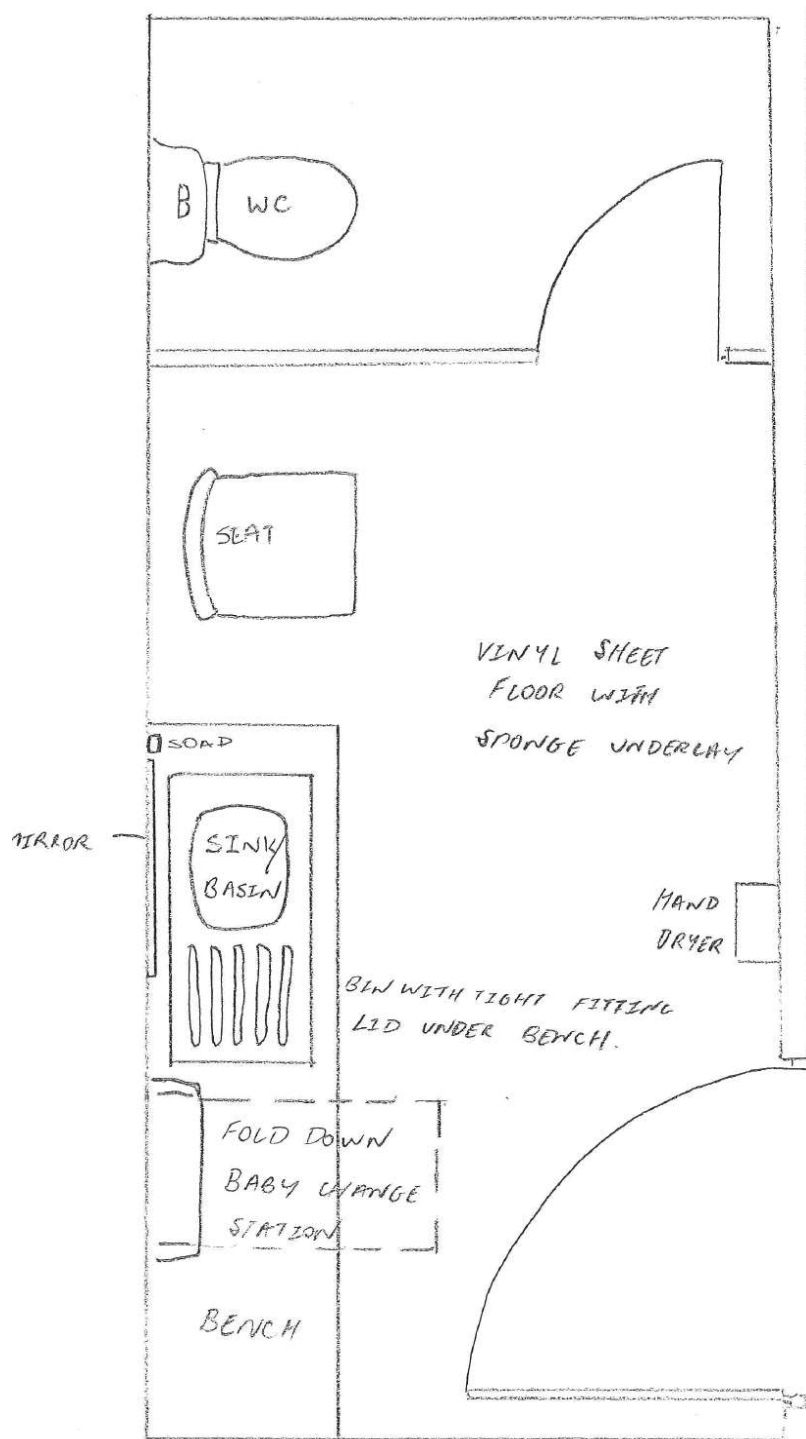 B WC
SEAT
VINYL SHEET
FLOOR WITH
SPONGE UNDERLAY
SOAP
MIRROR
SINK/
BASIN
HAND
DRYER
BIN WITH TIGHT FITTING
LID UNDER BENCH.
FOLD DOWN
BABY CHANGE
STATION
BENCH